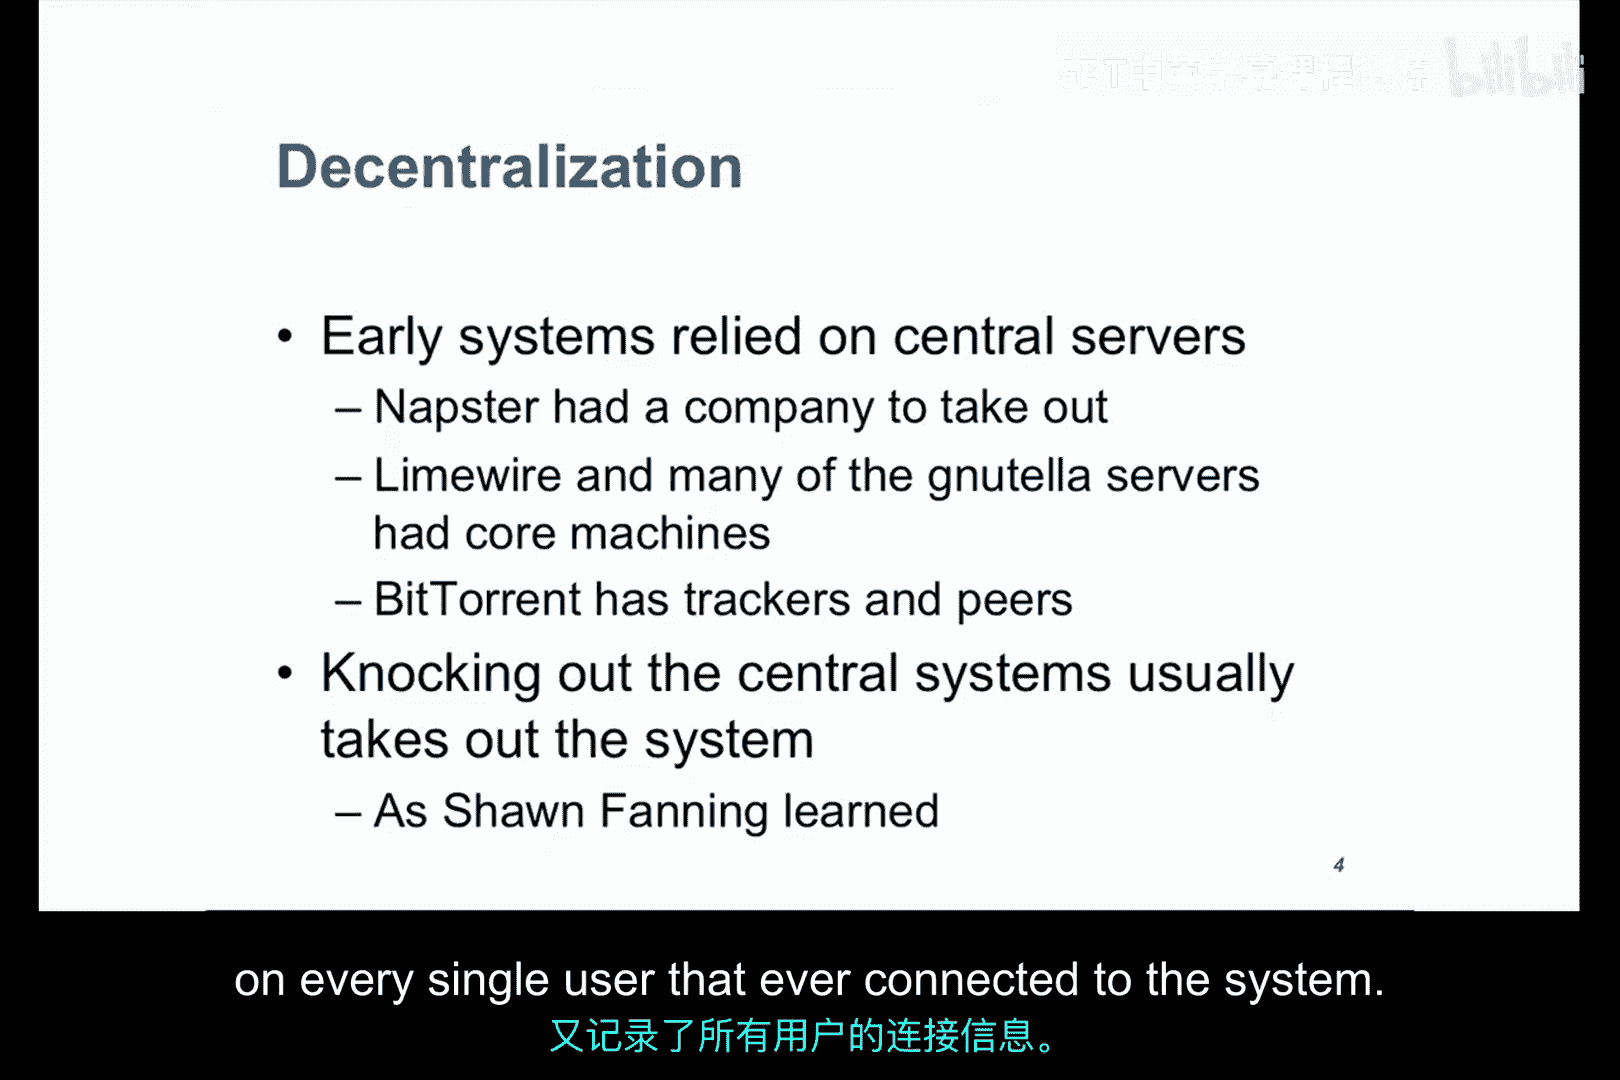 bilibili
Decentralization
• Early systems relied on central servers
– Napster had a company to take out
– Limewire and many of the gnutella servers
had core machines
– BitTorrent has trackers and peers
• Knocking out the central systems usually
takes out the system
– As Shawn Fanning learned
4
on every single user that ever connected to the system.
又记录了所有用户的连接信息。